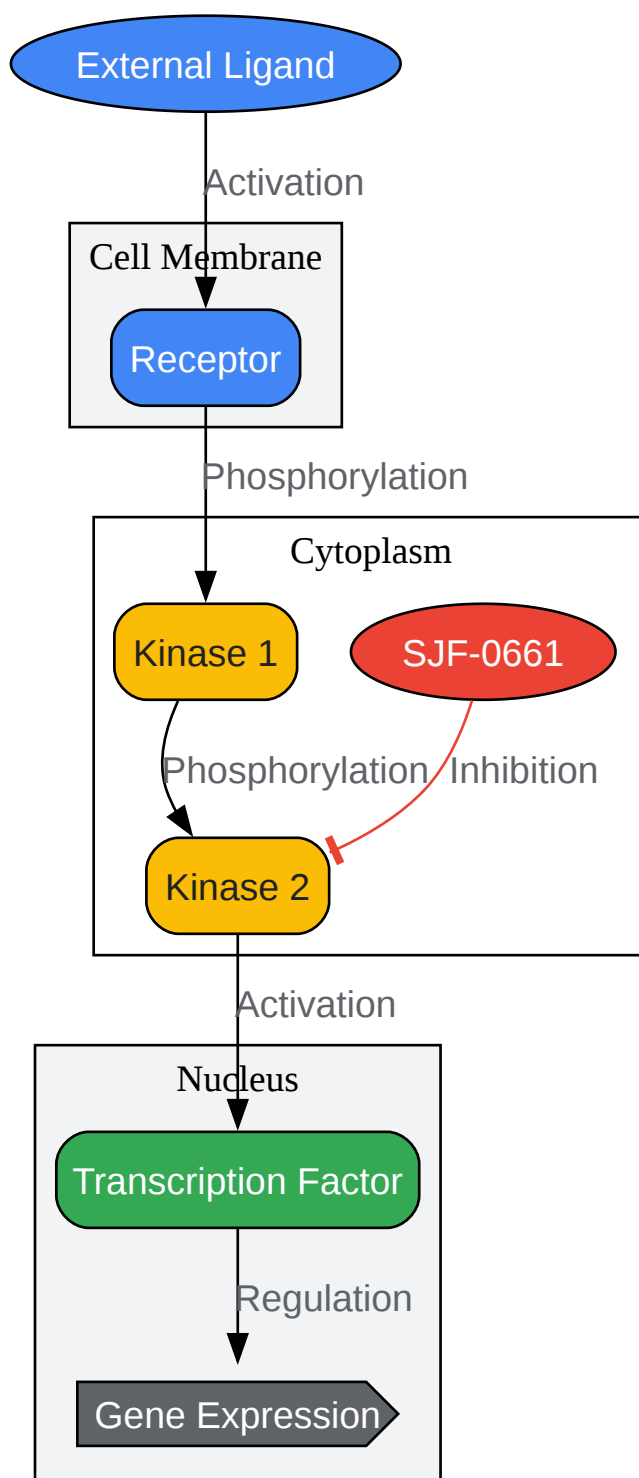 External Ligand
Activation
Cell Membrane
Receptor
Phosphorylation
Cytoplasm
Kinase 1
SJF-0661
Phosphorylation
Inhibition
Kinase 2
Activation
Nucleus
Transcription Factor
Regulation
Gene Expression